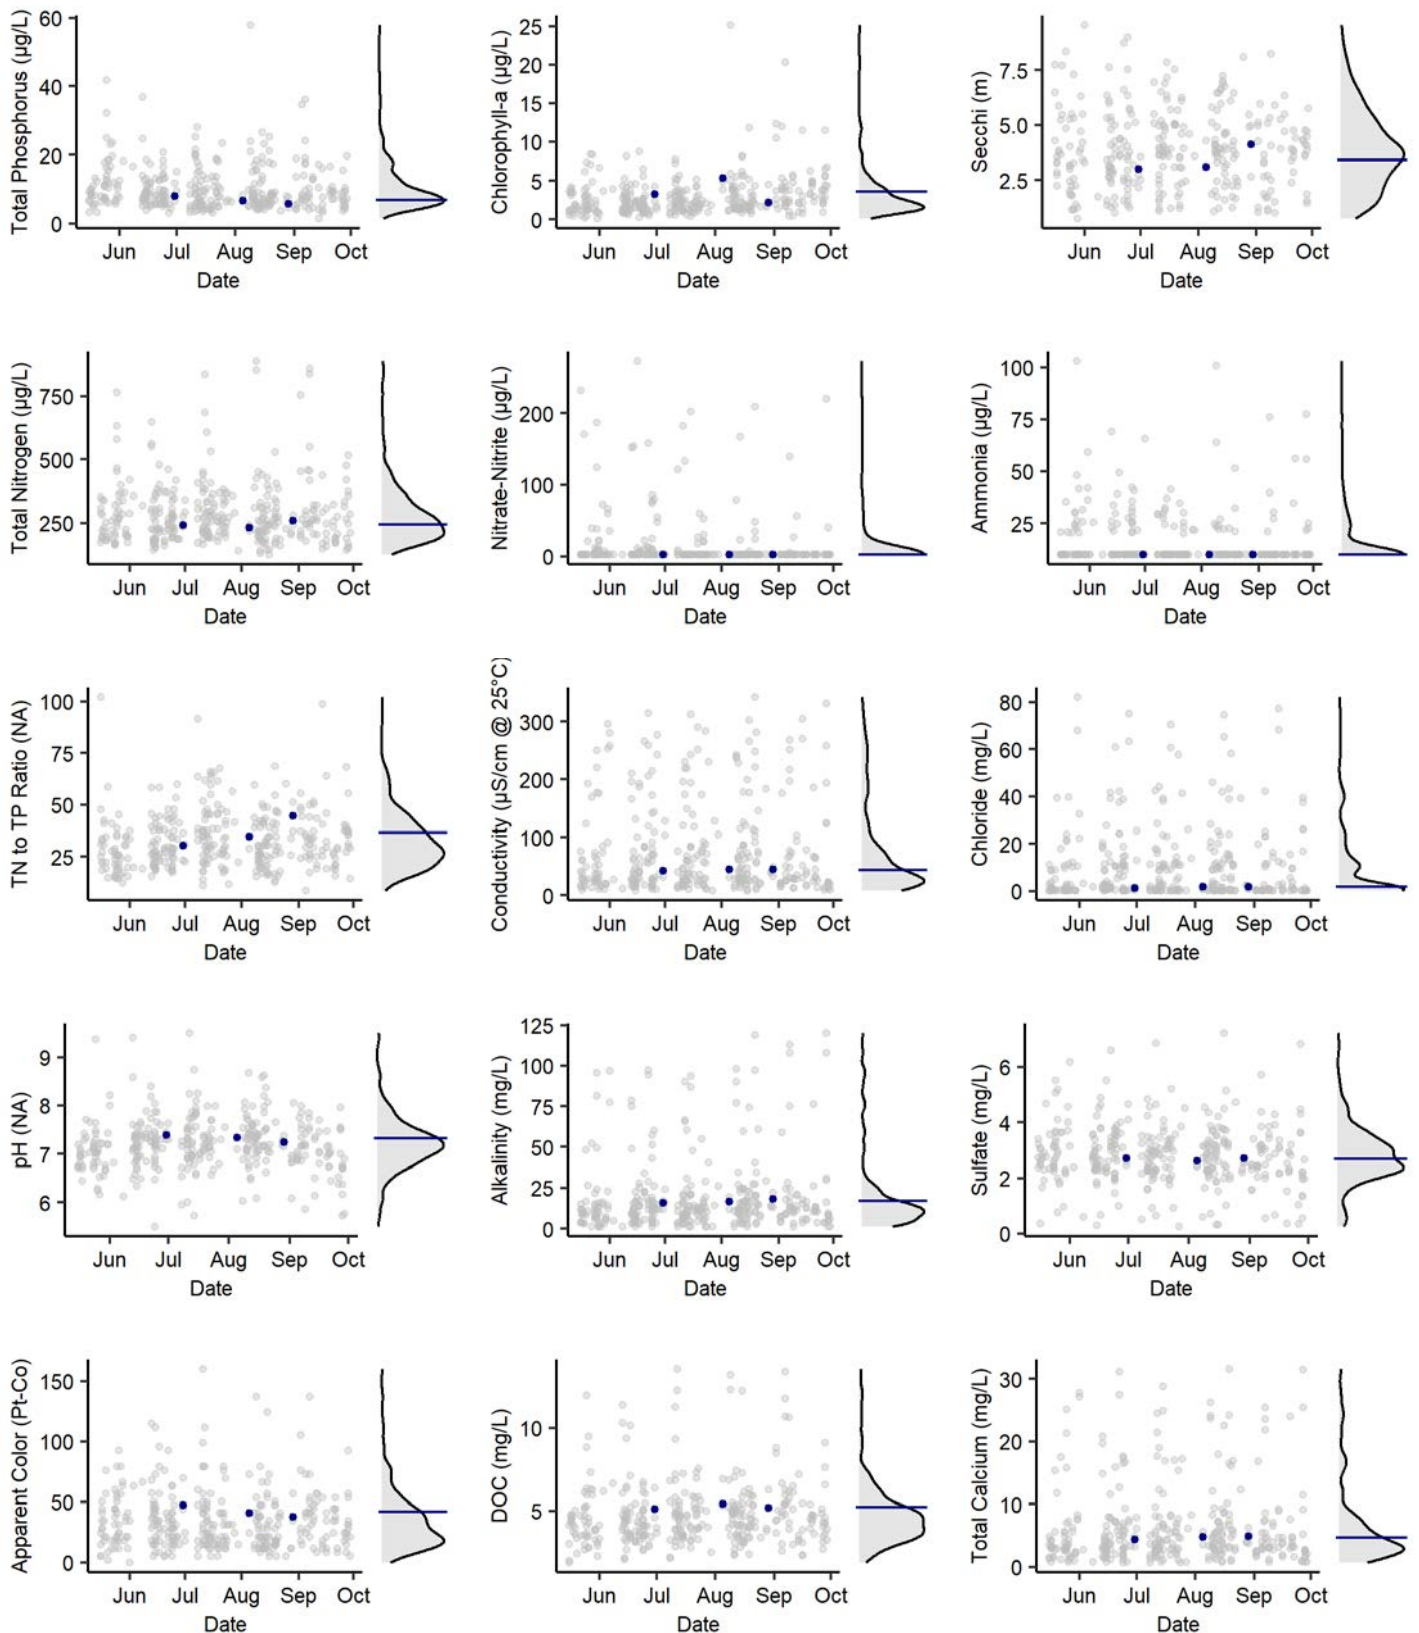 Total Phosphorus (µg/L)
60
40
20
0
Jun Jul Aug Sep Oct
Date
Chlorophyll-a (µg/L)
25
20
15
10
5
0
Jun Jul Aug Sep Oct
Date
Secchi (m)
7.5
5.0
2.5
Jun Jul Aug Sep Oct
Date
Total Nitrogen (µg/L)
750
500
250
Jun Jul Aug Sep Oct
Date
Nitrate-Nitrite (µg/L)
200
100
0
Jun Jul Aug Sep Oct
Date
Ammonia (µg/L)
100
75
50
25
Jun Jul Aug Sep Oct
Date
TN to TP Ratio (NA)
100
75
50
25
Jun Jul Aug Sep Oct
Date
Conductivity (µS/cm @ 25°C)
300
200
100
0
Jun Jul Aug Sep Oct
Date
Chloride (mg/L)
80
60
40
20
0
Jun Jul Aug Sep Oct
Date
pH (NA)
9
8
7
6
Jun Jul Aug Sep Oct
Date
Alkalinity (mg/L)
125
100
75
50
25
0
Jun Jul Aug Sep Oct
Date
Sulfate (mg/L)
6
4
2
0
Jun Jul Aug Sep Oct
Date
Apparent Color (Pt-Co)
150
100
50
0
Jun Jul Aug Sep Oct
Date
DOC (mg/L)
10
5
Jun Jul Aug Sep Oct
Date
Total Calcium (mg/L)
30
20
10
0
Jun Jul Aug Sep Oct
Date